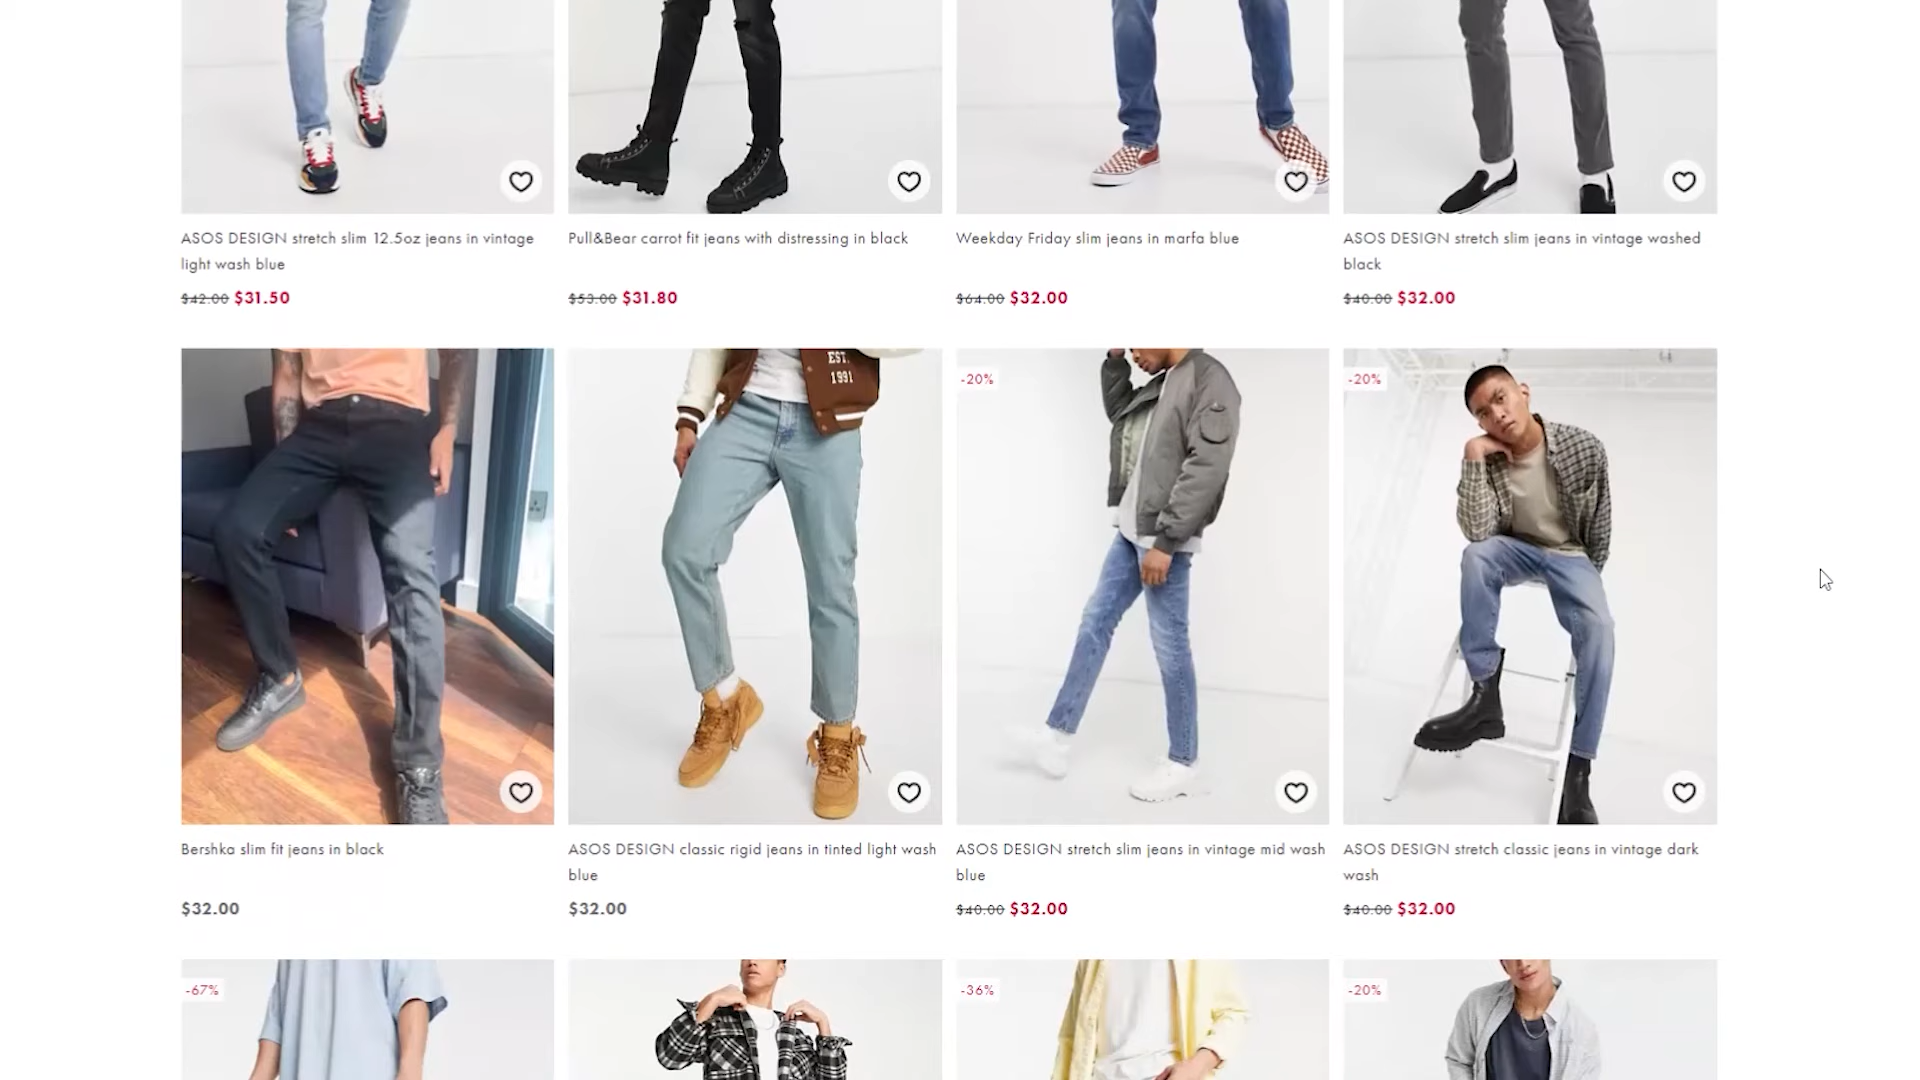 ASOS DESIGN stretch slim 12.5oz jeans in vintage
light wash blue
$42.00 $31.50
Pull&Bear carrot fit jeans with distressing in black
$53.00 $31.80
Weekday Friday slim jeans in marfa blue
$64.00 $32.00
ASOS DESIGN stretch slim jeans in vintage washed
black
$40.00 $32.00
EST.
1991
-20%
-20%
Bershka slim fit jeans in black
$32.00
ASOS DESIGN classic rigid jeans in tinted light wash
blue
$32.00
ASOS DESIGN stretch slim jeans in vintage mid wash
blue
$40.00 $32.00
ASOS DESIGN stretch classic jeans in vintage dark
wash
$40.00 $32.00
-67%
-36%
-20%